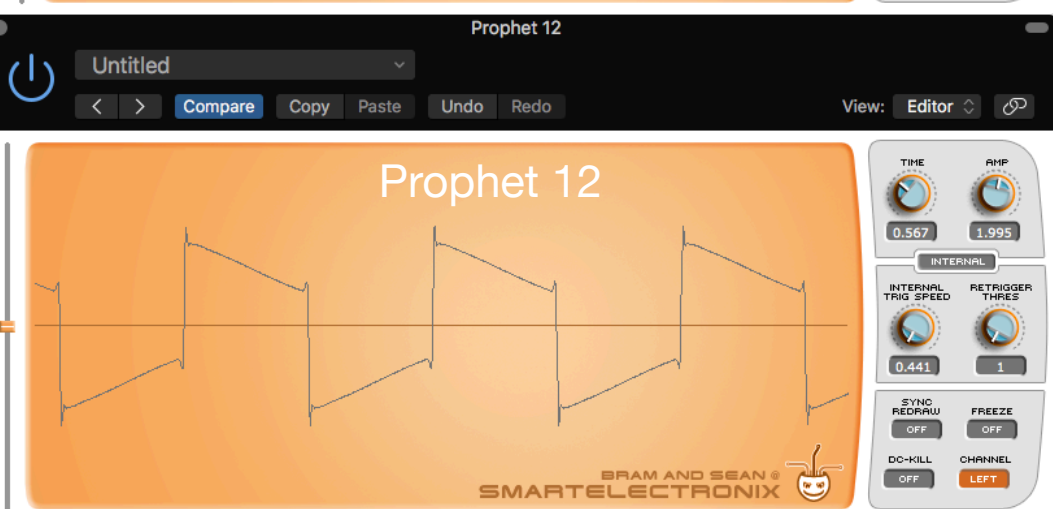 Prophet 12
Untitled
Compare Copy Paste Undo Redo View: Editor
Prophet 12
TIME AMP
0.567 1.995
INTERNAL
INTERNAL TRIG SPEED RETRIGGER THRES
0.441 1
SYNC REDRAW FREEZE
OFF OFF
DC-KILL CHANNEL
OFF LEFT
BRAM AND SEAN @
SMARTELECTRONIX